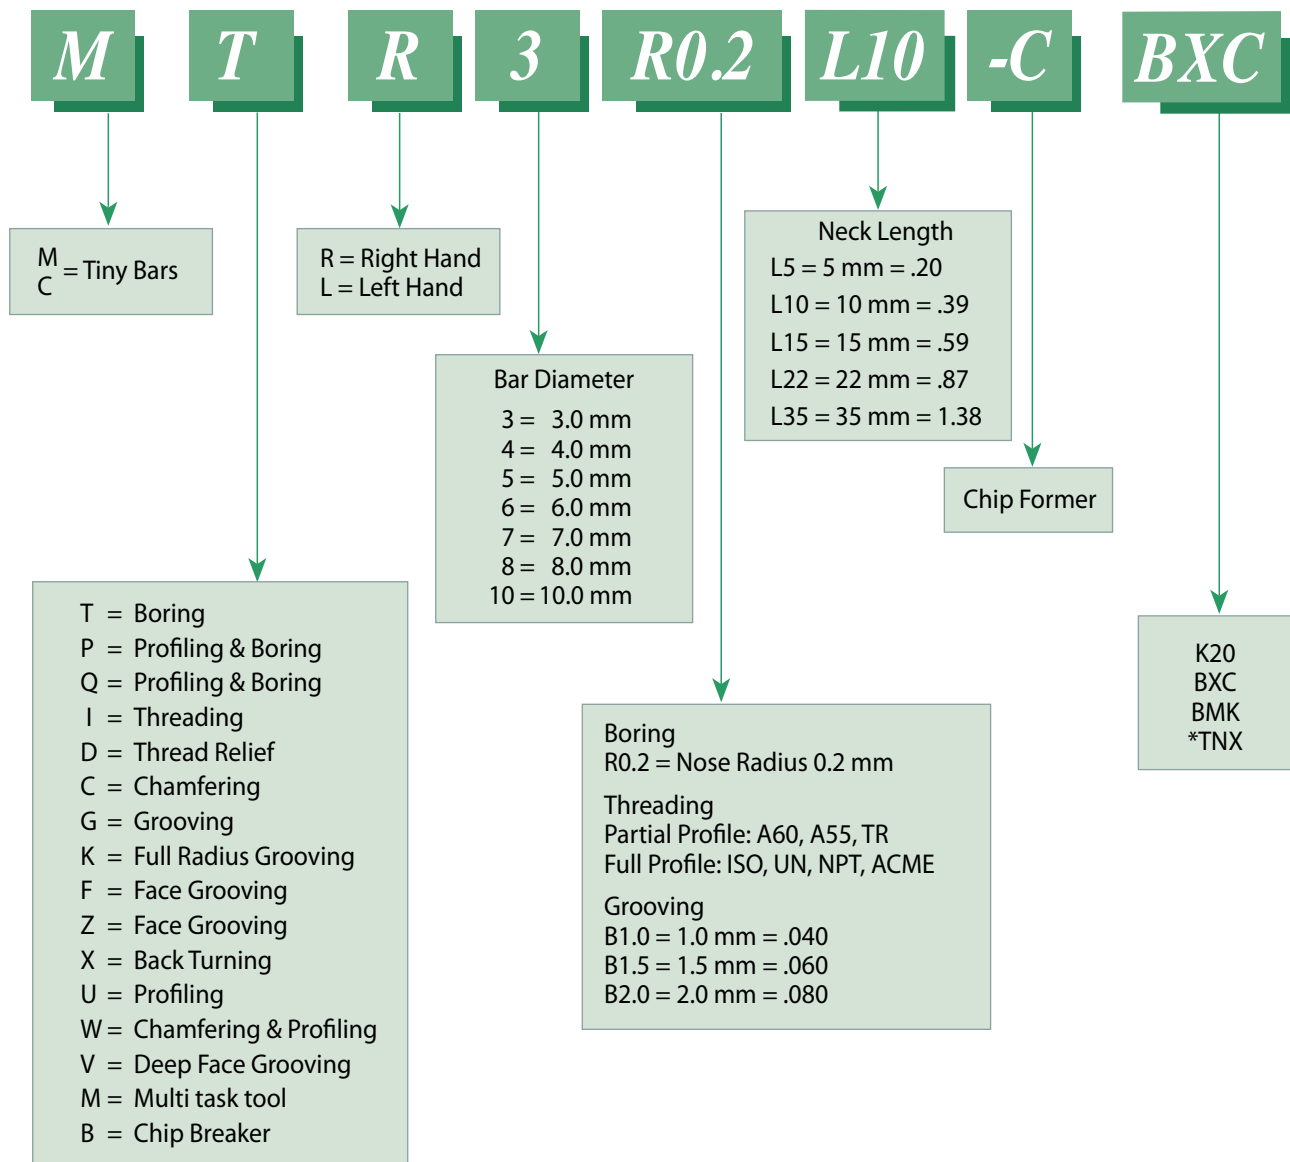 M T R 3 R0.2 L10 -C BXC
M
C
= Tiny Bars
R = Right Hand
L = Left Hand
Bar Diameter
3 = 3.0 mm
4 = 4.0 mm
5 = 5.0 mm
6 = 6.0 mm
7 = 7.0 mm
8 = 8.0 mm
10 = 10.0 mm
Neck Length
L5 = 5 mm = .20
L10 = 10 mm = .39
L15 = 15 mm = .59
L22 = 22 mm = .87
L35 = 35 mm = 1.38
Chip Former
T = Boring
P = Profiling & Boring
Q = Profiling & Boring
I = Threading
D = Thread Relief
C = Chamfering
G = Grooving
K = Full Radius Grooving
F = Face Grooving
Z = Face Grooving
X = Back Turning
U = Profiling
W = Chamfering & Profiling
V = Deep Face Grooving
M = Multi task tool
B = Chip Breaker
Boring
R0.2 = Nose Radius 0.2 mm
Threading
Partial Profile: A60, A55, TR
Full Profile: ISO, UN, NPT, ACME
Grooving
B1.0 = 1.0 mm = .040
B1.5 = 1.5 mm = .060
B2.0 = 2.0 mm = .080
K20
BXC
BMK
*TNX